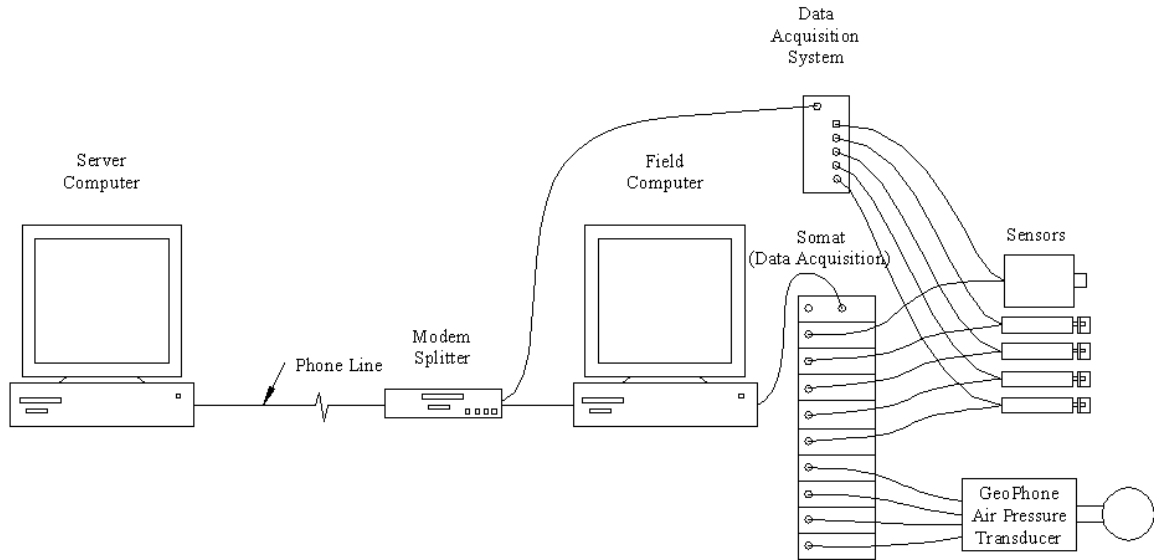 Data
Acquisition
System
Server
Computer
Field
Computer
Somat
(Data Acquisition)
Sensors
Modem
Splitter
Phone Line
GeoPhone
Air Pressure
Transducer